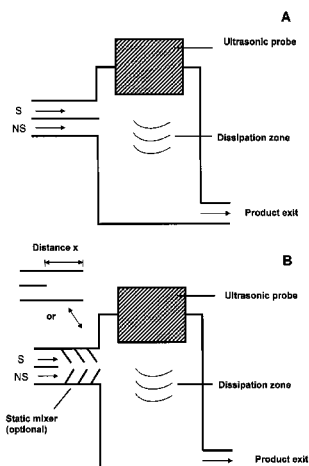 A
Ultrasonic probe
S
NS
Dissipation zone
Product exit
B
Distance x
Ultrasonic probe
or
S
NS
Dissipation zone
Static mixer
(optional)
Product exit